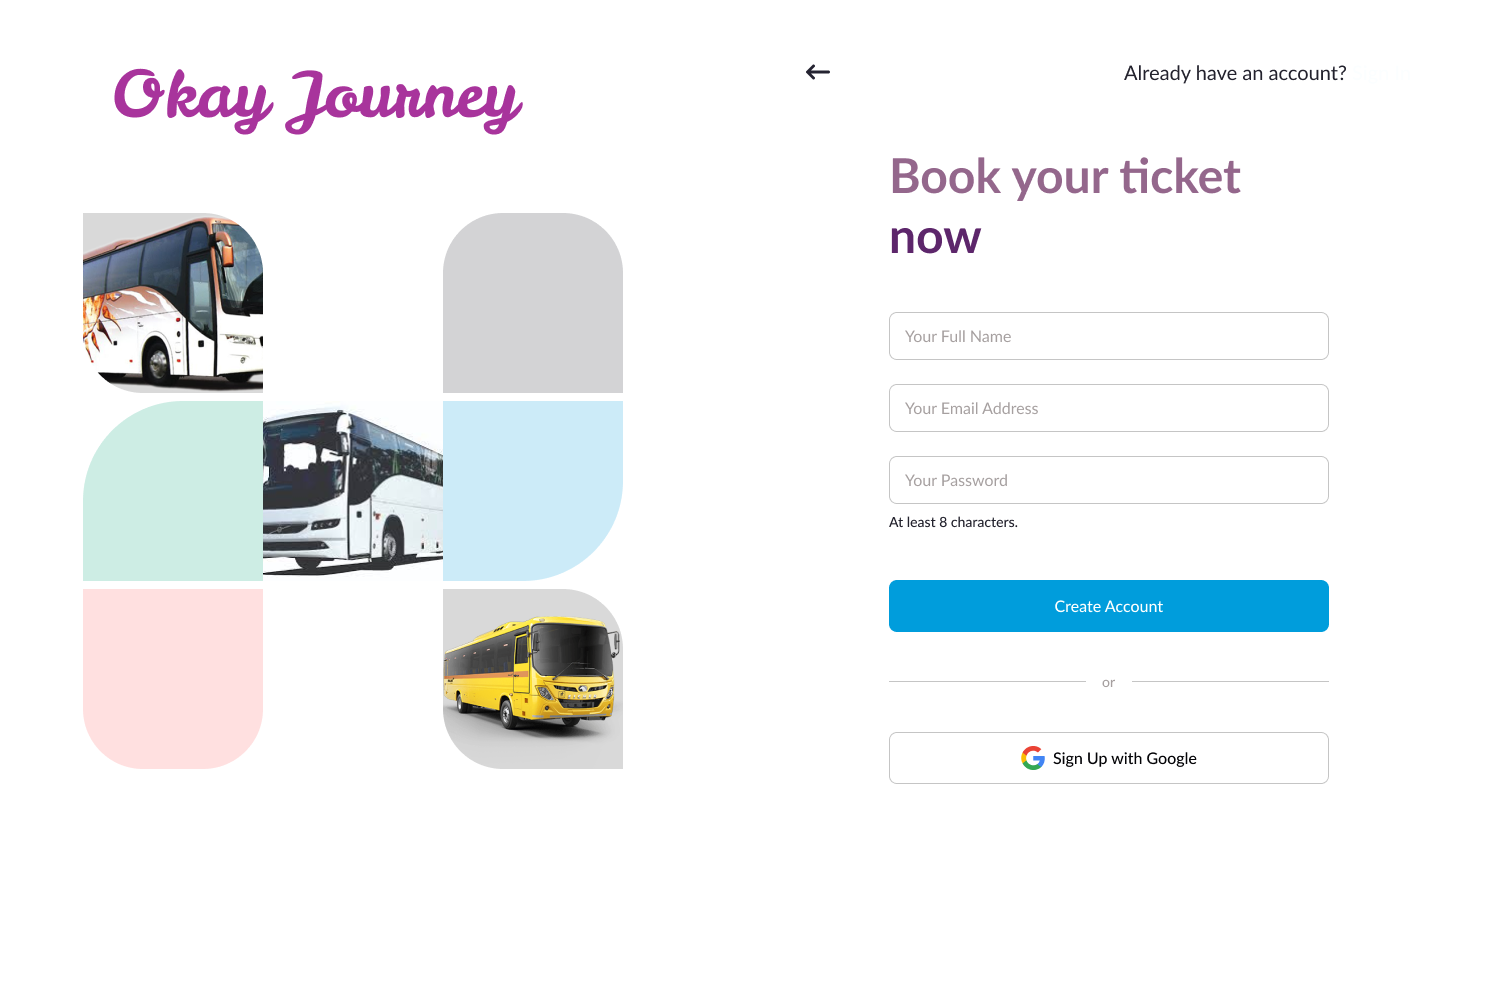 Okay Journey
Already have an account?
Book your ticket
now
Your Full Name
Your Email Address
Your Password
At least 8 characters.
Create Account
or
Sign Up with Google